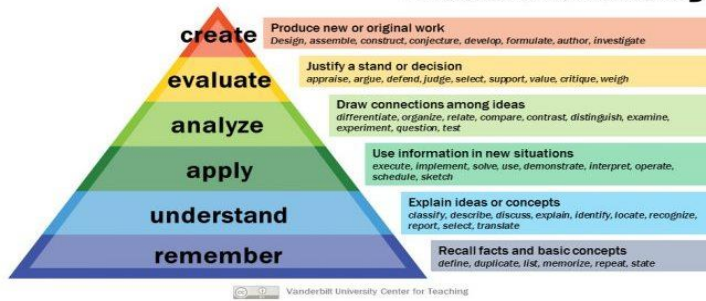 create
Produce new or original work
Design, assemble, construct, conjecture, develop, formulate, author, investigate
evaluate
Justify a stand or decision
appraise, argue, defend, judge, select, support, value, critique, weigh
analyze
Draw connections among ideas
differentiate, organize, relate, compare, contrast, distinguish, examine,
experiment, question, test
apply
Use information in new situations
execute, implement, solve, use, demonstrate, interpret, operate,
schedule, sketch
understand
Explain ideas or concepts
classify, describe, discuss, explain, identify, locate, recognize,
report, select, translate
remember
Recall facts and basic concepts
define, duplicate, list, memorize, repeat, state
Vanderbilt University Center for Teaching